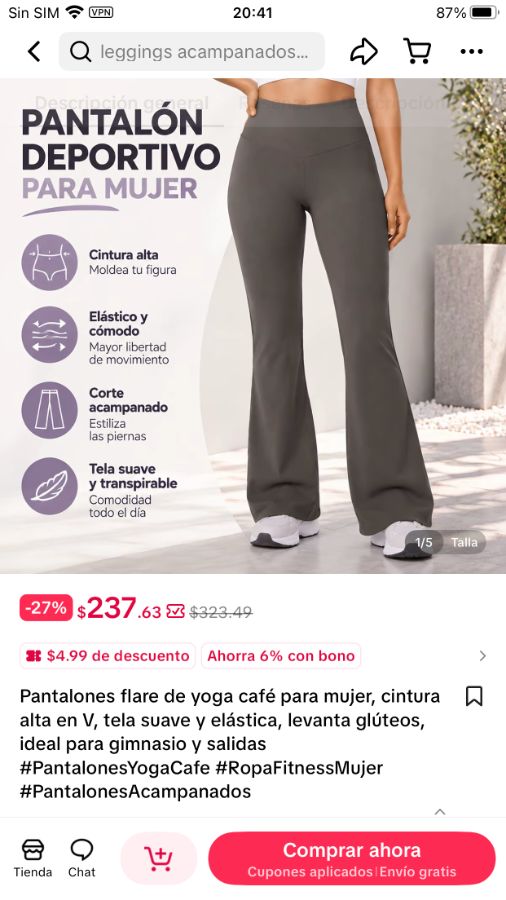 Sin SIM VPN 20:41 87%
leggings acampanados...
Descripción general
PANTALÓN
DEPORTIVO
PARA MUJER
Cintura alta
Moldea tu figura
Elástico y
cómodo
Mayor libertad
de movimiento
Corte
acampanado
Estiliza
las piernas
Tela suave
y transpirable
Comodidad
todo el día
1/5 Talla
-27% $237.63 $323.49
$4.99 de descuento Ahorra 6% con bono
Pantalones flare de yoga café para mujer, cintura
alta en V, tela suave y elástica, levanta glúteos,
ideal para gimnasio y salidas
#PantalonesYogaCafe #RopaFitnessMujer
#PantalonesAcampanados
Tienda Chat Comprar ahora
Cupones aplicados | Envío gratis